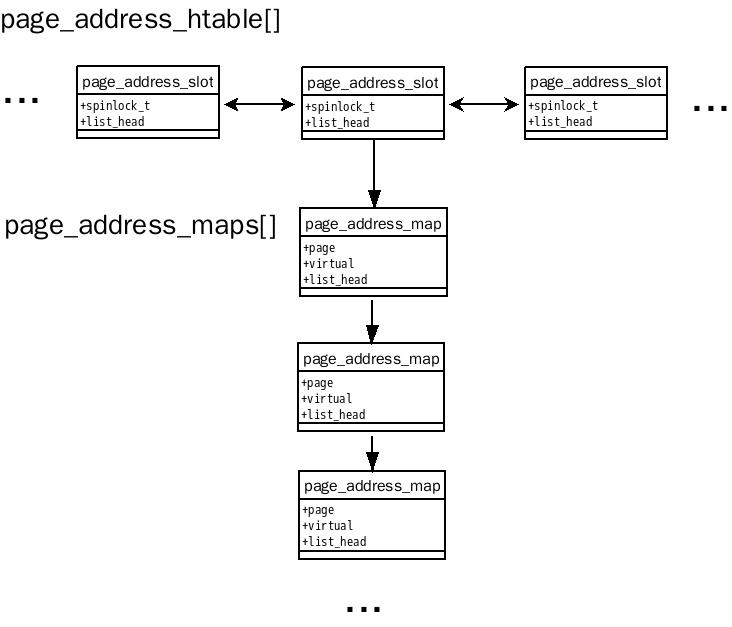 page_address_htable[]
...
page_address_slot
+spinlock_t
+list_head
page_address_slot
+spinlock_t
+list_head
page_address_slot
+spinlock_t
+list_head
...
page_address_maps[]
page_address_map
+page
+virtual
+list_head
page_address_map
+page
+virtual
+list_head
page_address_map
+page
+virtual
+list_head
...